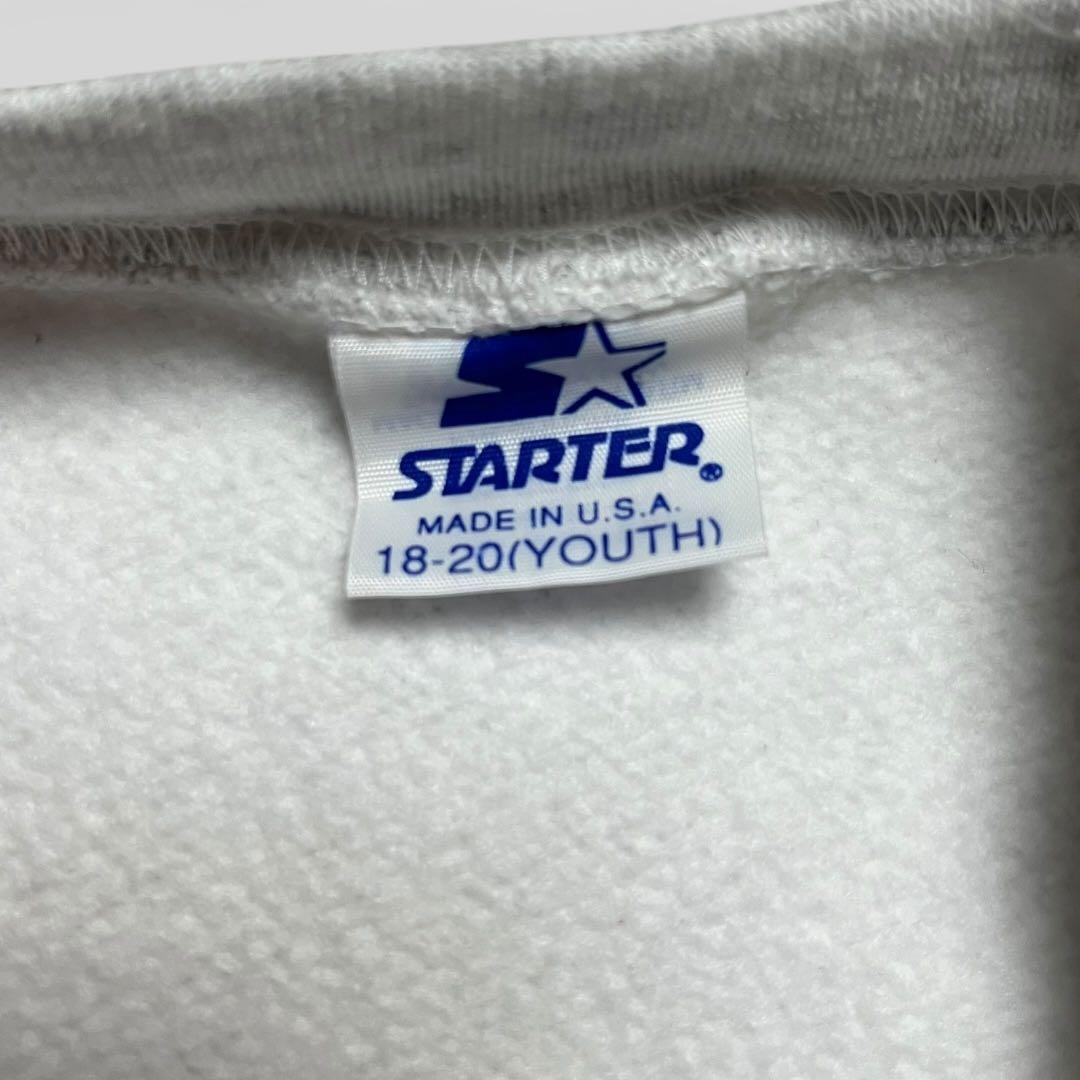 STARTER®
MADE IN U.S.A.
18-20(YOUTH)